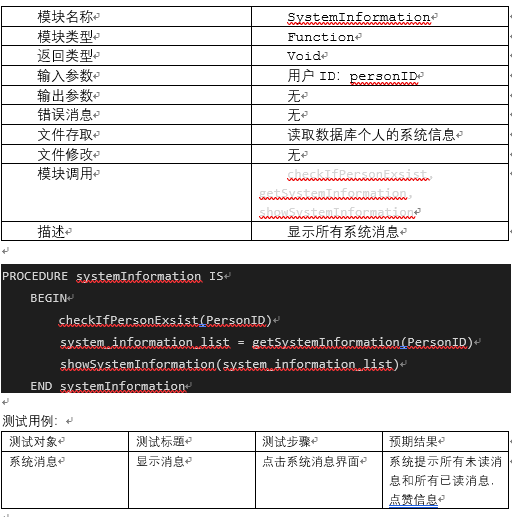 模块名称 SystemInformation
模块类型 Function
返回类型 Void
输入参数 用户 ID: personID
输出参数 无
错误消息 无
文件存取 读取数据库个人的系统信息
文件修改 无
模块调用 checkIfPersonExsist,
getSystemInformation,
showSystemInformation
描述 显示所有系统消息
PROCEDURE systemInformation IS
BEGIN
checkIfPersonExsist(PersonID)
system_information_list = getSystemInformation(PersonID)
showSystemInformation(system_information_list)
END systemInformation
测试用例:
测试对象 测试标题 测试步骤 预期结果
系统消息 显示消息 点击系统消息界面 系统提示所有未读消
息和所有已读消息.
点赞信息